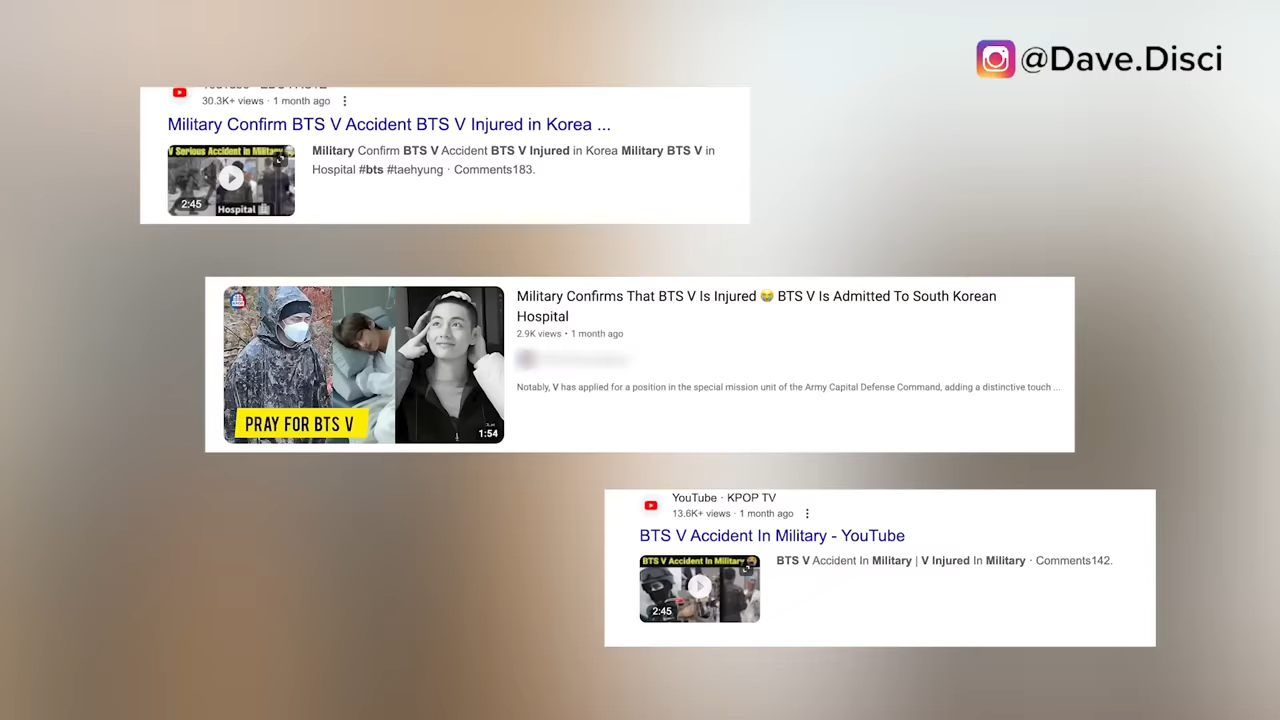 @Dave.Disci
30.3K+ views · 1 month ago
Military Confirm BTS V Accident BTS V Injured in Korea ...
V Serious Accident In Military
Hospital
2:45
Military Confirm BTS V Accident BTS V Injured in Korea Military BTS V in
Hospital #bts #taehyung · Comments183.
PRAY FOR BTS V
1:54
Military Confirms That BTS V Is Injured 😭 BTS V Is Admitted To South Korean
Hospital
2.9K views • 1 month ago
Notably, V has applied for a position in the special mission unit of the Army Capital Defense Command, adding a distinctive touch ...
YouTube · KPOP TV
13.6K+ views · 1 month ago
BTS V Accident In Military - YouTube
BTS V Accident In Military
2:45
BTS V Accident In Military | V Injured In Military · Comments142.